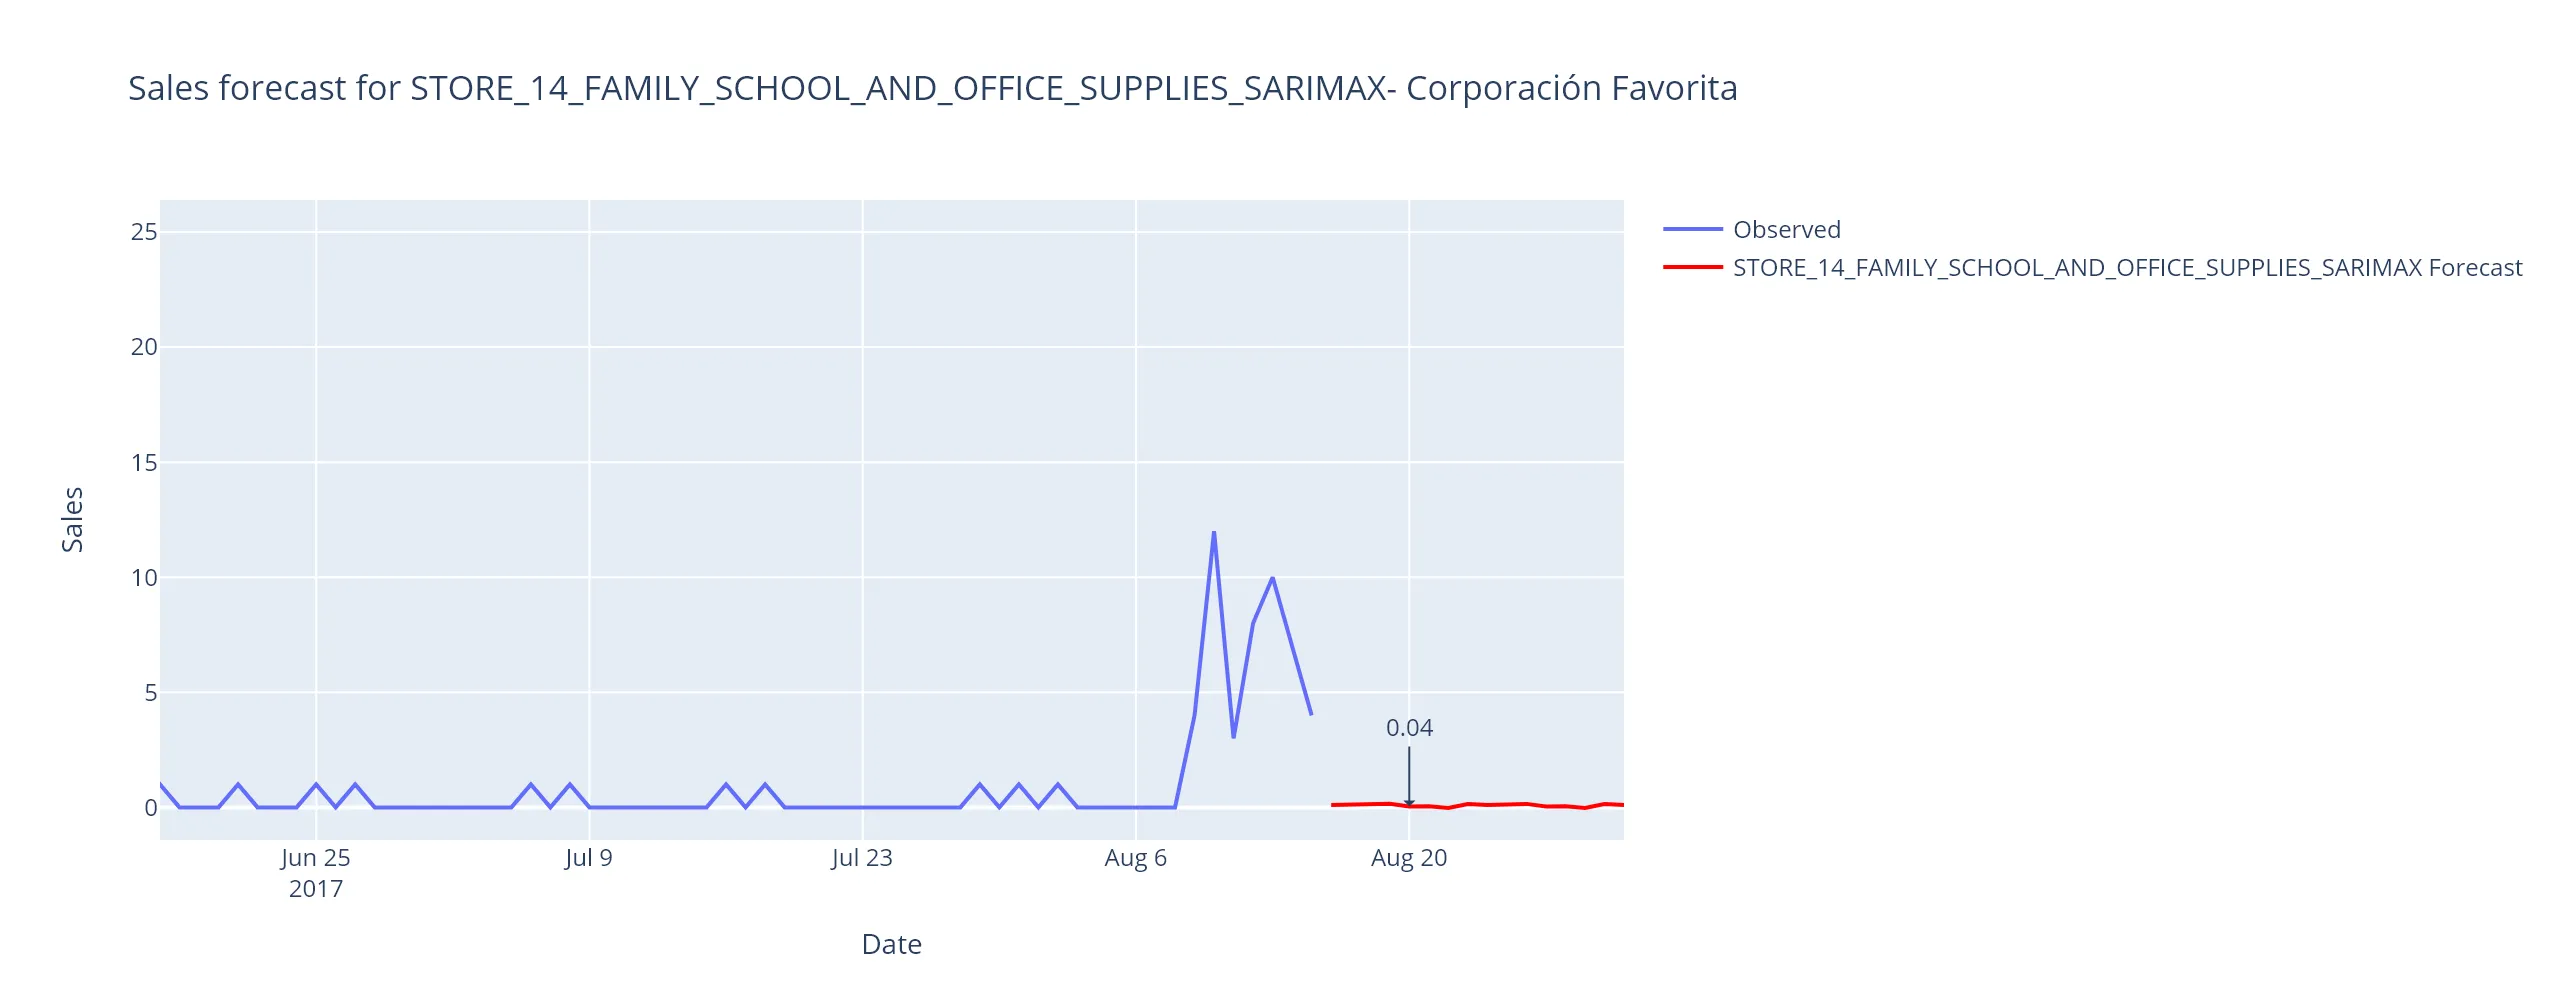 Sales forecast for STORE_14_FAMILY_SCHOOL_AND_OFFICE_SUPPLIES_SARIMAX- Corporación Favorita
Observed
STORE_14_FAMILY_SCHOOL_AND_OFFICE_SUPPLIES_SARIMAX Forecast
25
20
15
10
5
0
Sales
0.04
Jun 25
2017
Jul 9
Jul 23
Aug 6
Aug 20
Date